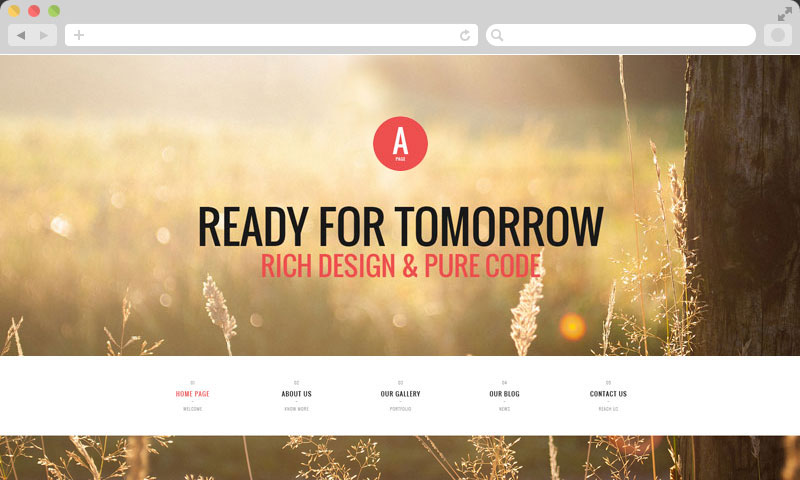 A
PAGE
READY FOR TOMORROW
RICH DESIGN & PURE CODE
01 02 03 04 05
HOME PAGE ABOUT US OUR GALLERY OUR BLOG CONTACT US
WELCOME KNOW MORE PORTFOLIO NEWS REACH US